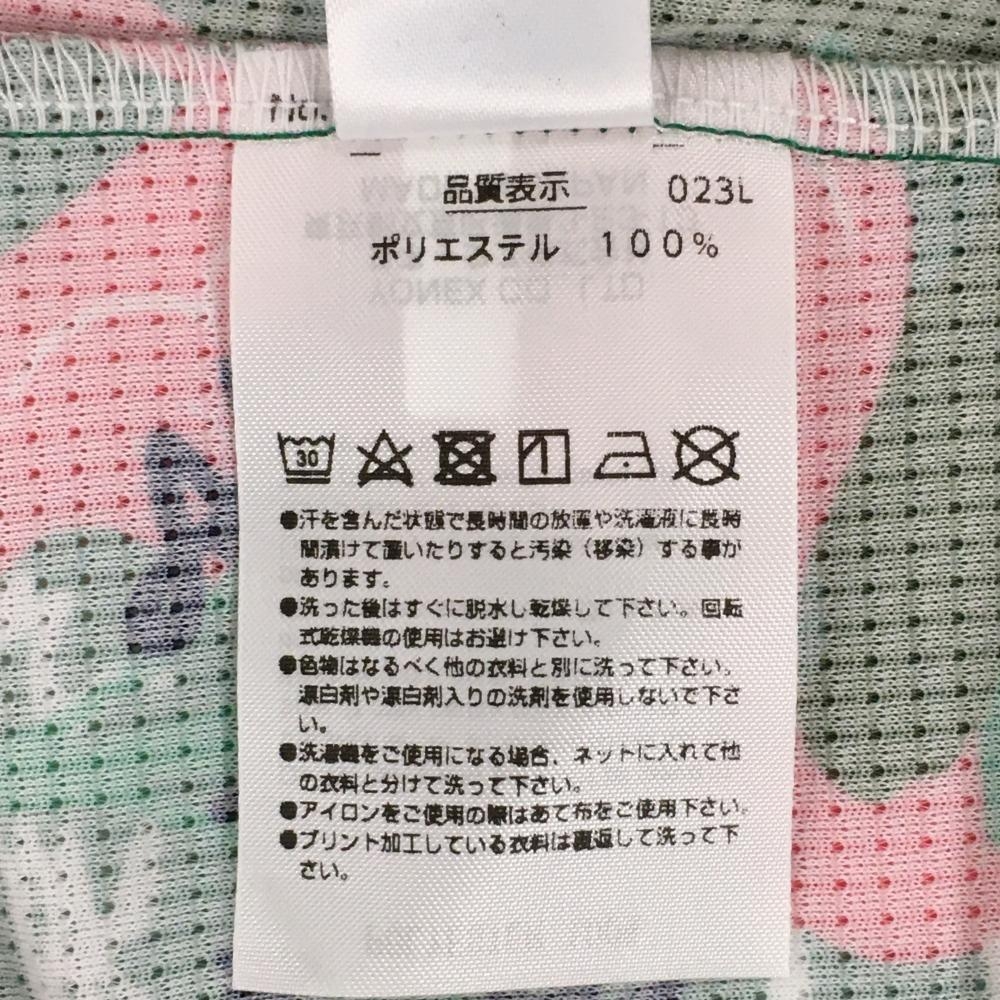 No.
品質表示 023L
ポリエステル 100%
YONEX CO., LTD
30
●汗を含んだ状態で長時間の放置や洗濯液に長時
間漬けて置いたりすると汚染(移染)する事が
あります。
●洗った後はすぐに脱水し乾燥して下さい。回転
式乾燥機の使用はお避け下さい。
●色物はなるべく他の衣料と別に洗って下さい。
漂白剤や漂白剤入りの洗剤を使用しないで下さ
い。
●洗濯機をご使用になる場合、ネットに入れて他
の衣料と分けて洗って下さい。
●アイロンをご使用の際はあて布をご使用下さい。
●プリント加工している衣料は裏返して洗って下
さい。